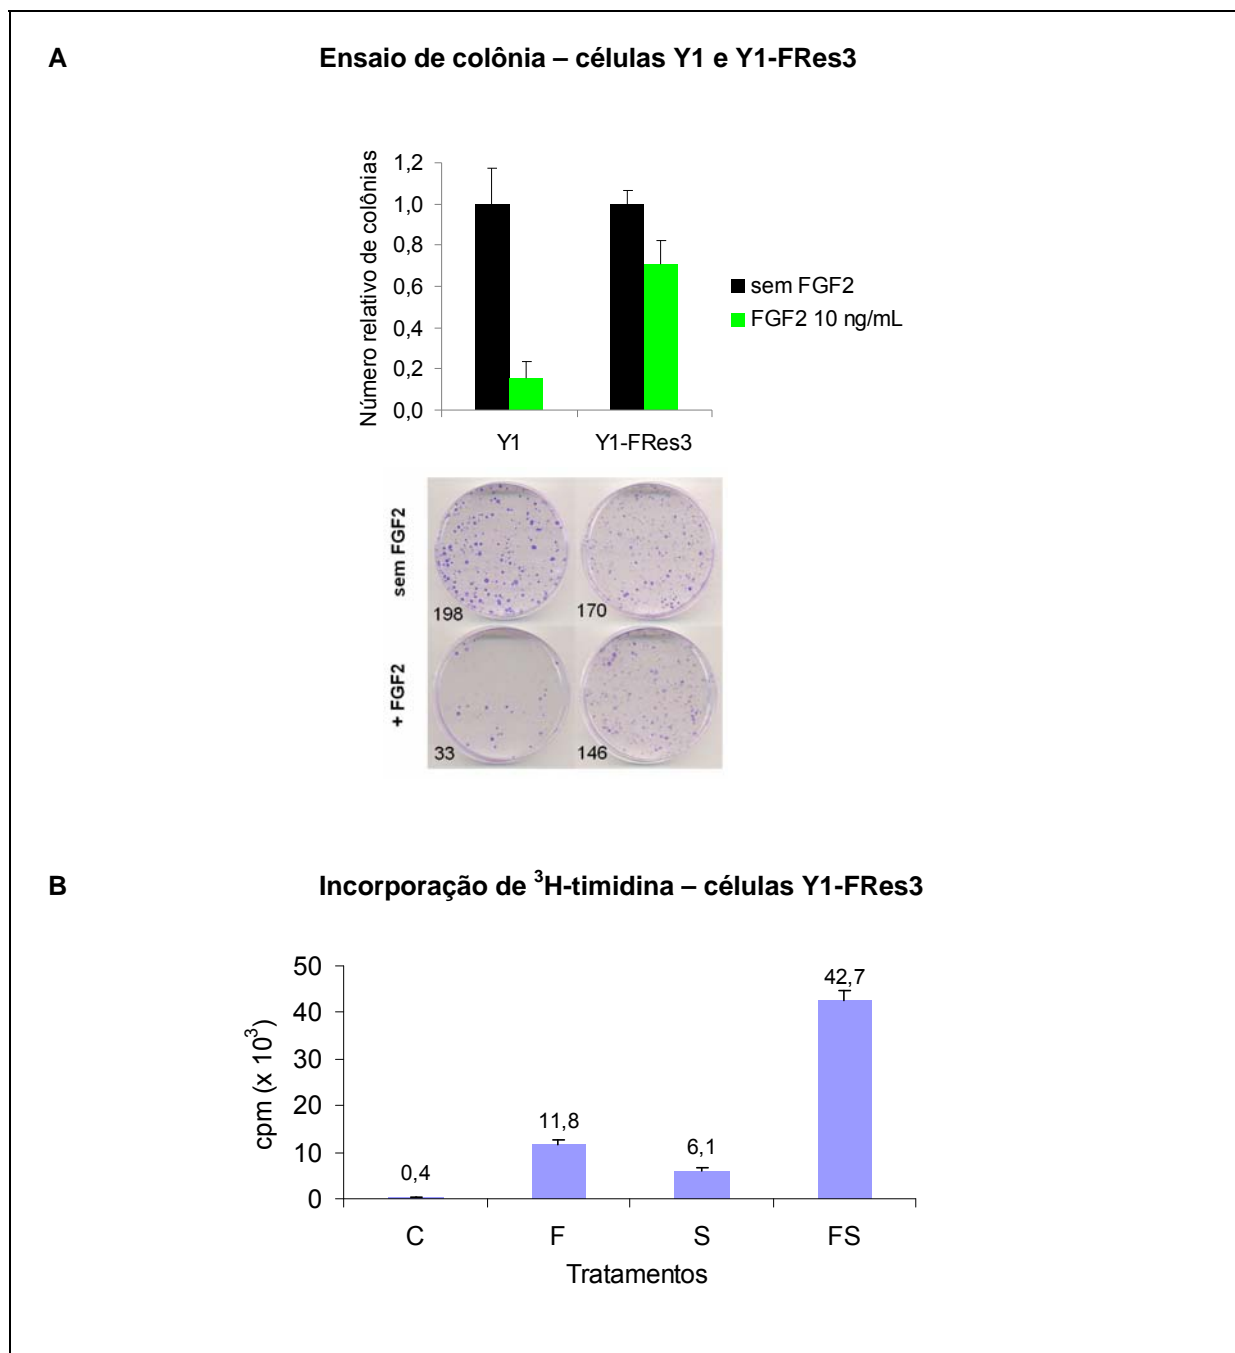 A
Ensaio de colônia – células Y1 e Y1-FRes3
Número relativo de colônias
1,2
1,0
0,8
0,6
0,4
0,2
0,0
Y1
Y1-FRes3
sem FGF2
FGF2 10 ng/mL
sem FGF2
198
170
+ FGF2
33
146
B
Incorporação de ³H-timidina – células Y1-FRes3
cpm (x 10³)
50
40
30
20
10
0
0,4
11,8
6,1
42,7
C
F
S
FS
Tratamentos